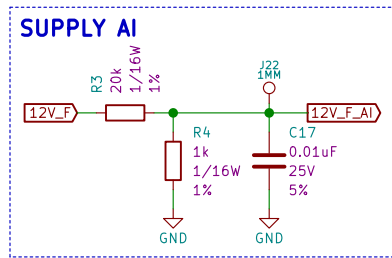 SUPPLY AI
R3
20k
1/16W
1%
J22
1MM
12V_F
12V_F_AI
R4
1k
1/16W
1%
C17
0.01uF
25V
5%
GND
GND